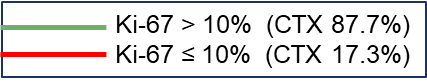 Ki-67 > 10% (CTX 87.7%)
Ki-67 ≤ 10% (CTX 17.3%)